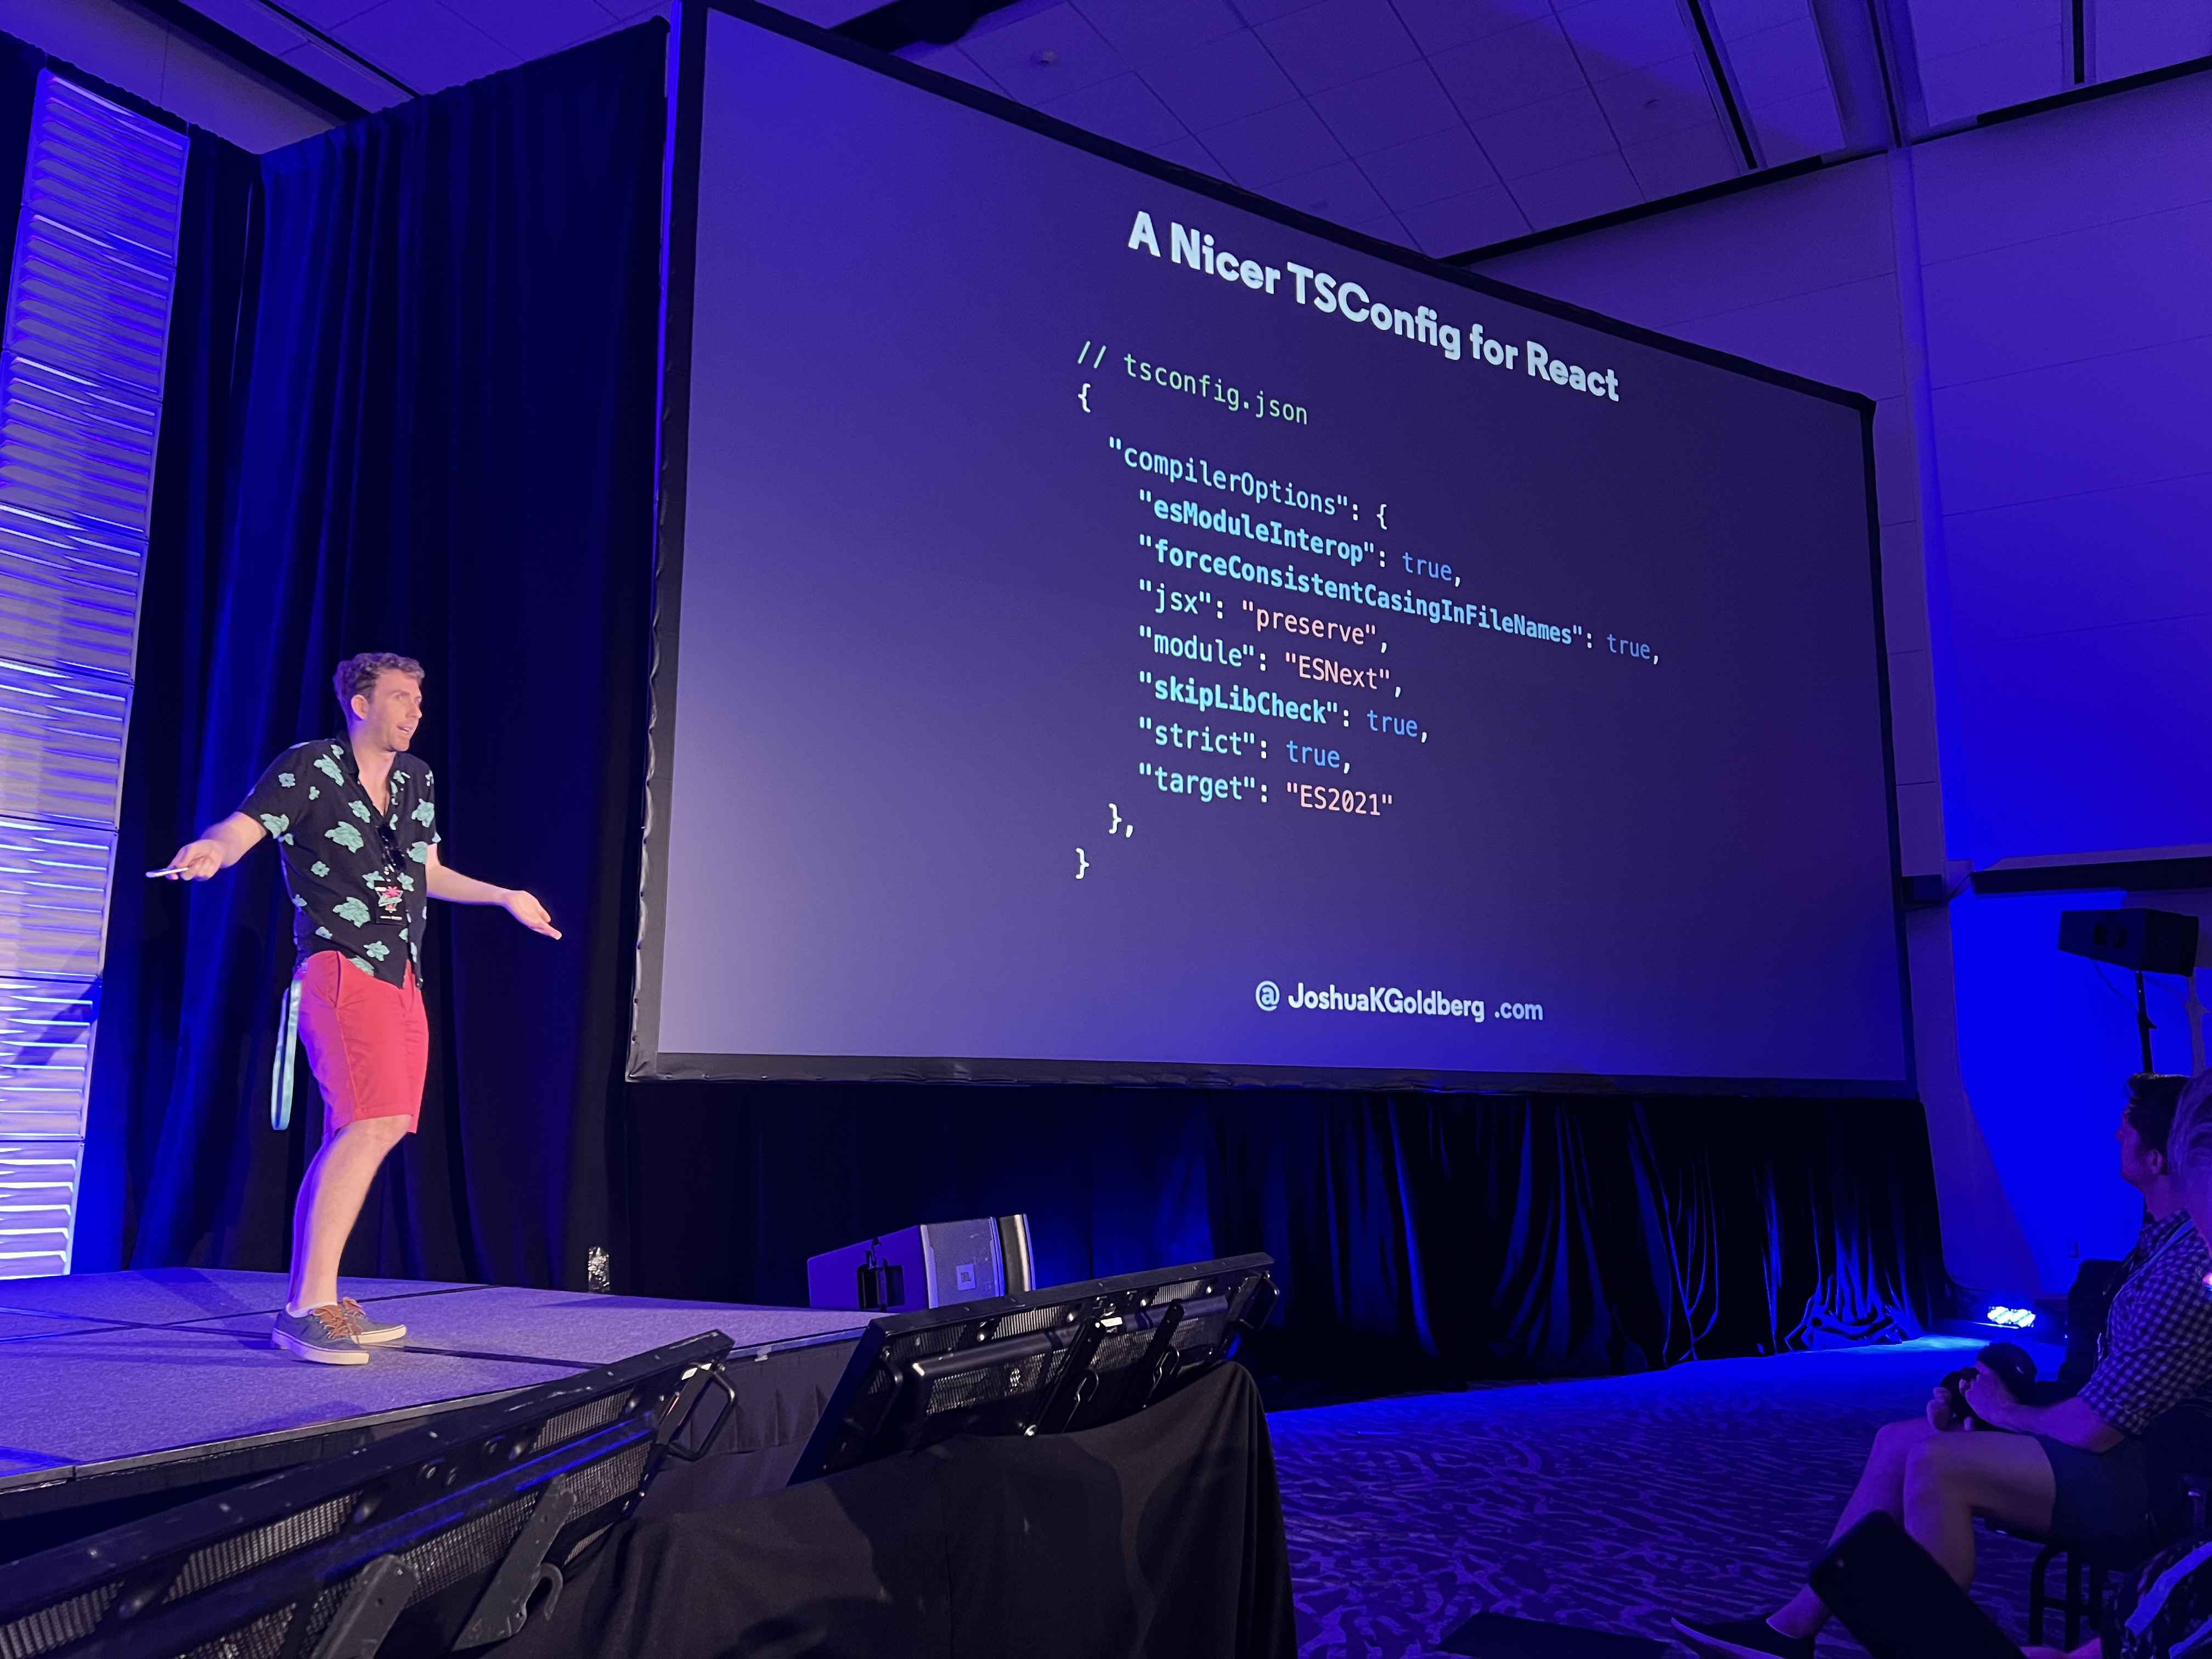 A Nicer TSConfig for React
// tsconfig.json
{
"compilerOptions": {
"esModuleInterop": true,
"forceConsistentCasingInFileNames": true,
"jsx": "preserve",
"module": "ESNext",
"skipLibCheck": true,
"strict": true,
"target": "ES2021"
},
}
@ JoshuaKGoldberg .com
JBL